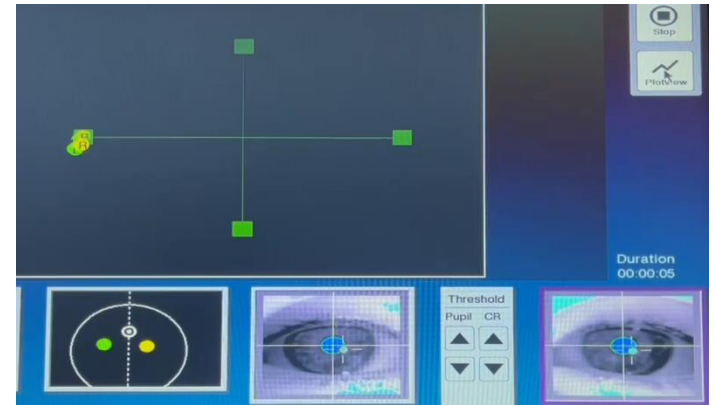 Stop
PlotView
R
Duration
00:00:05
Threshold
Pupil CR